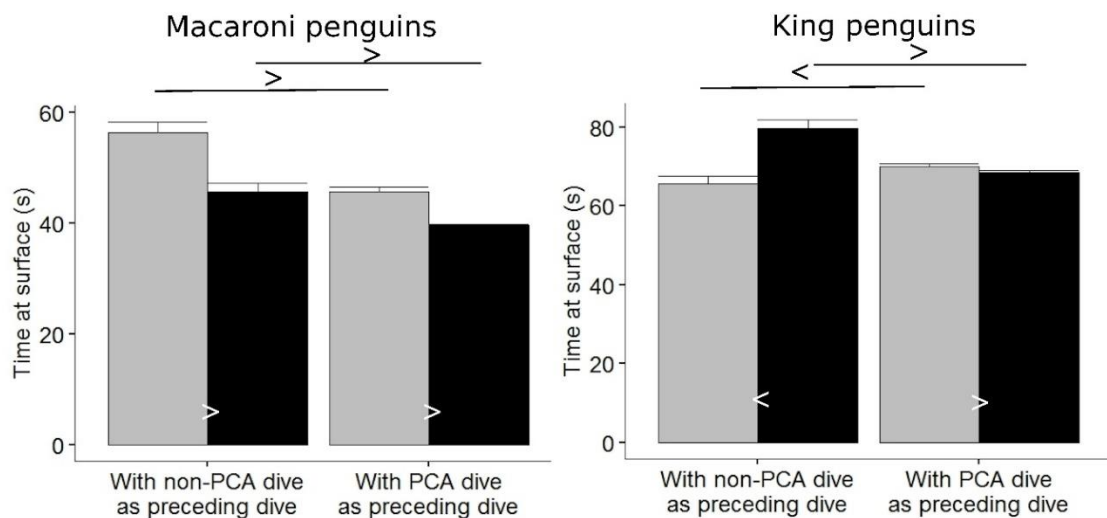 Macaroni penguins
>
>
Time at surface (s)
60
40
20
0
>
>
With non-PCA dive
as preceding dive
With PCA dive
as preceding dive
King penguins
>
<
Time at surface (s)
80
60
40
20
0
<
>
With non-PCA dive
as preceding dive
With PCA dive
as preceding dive